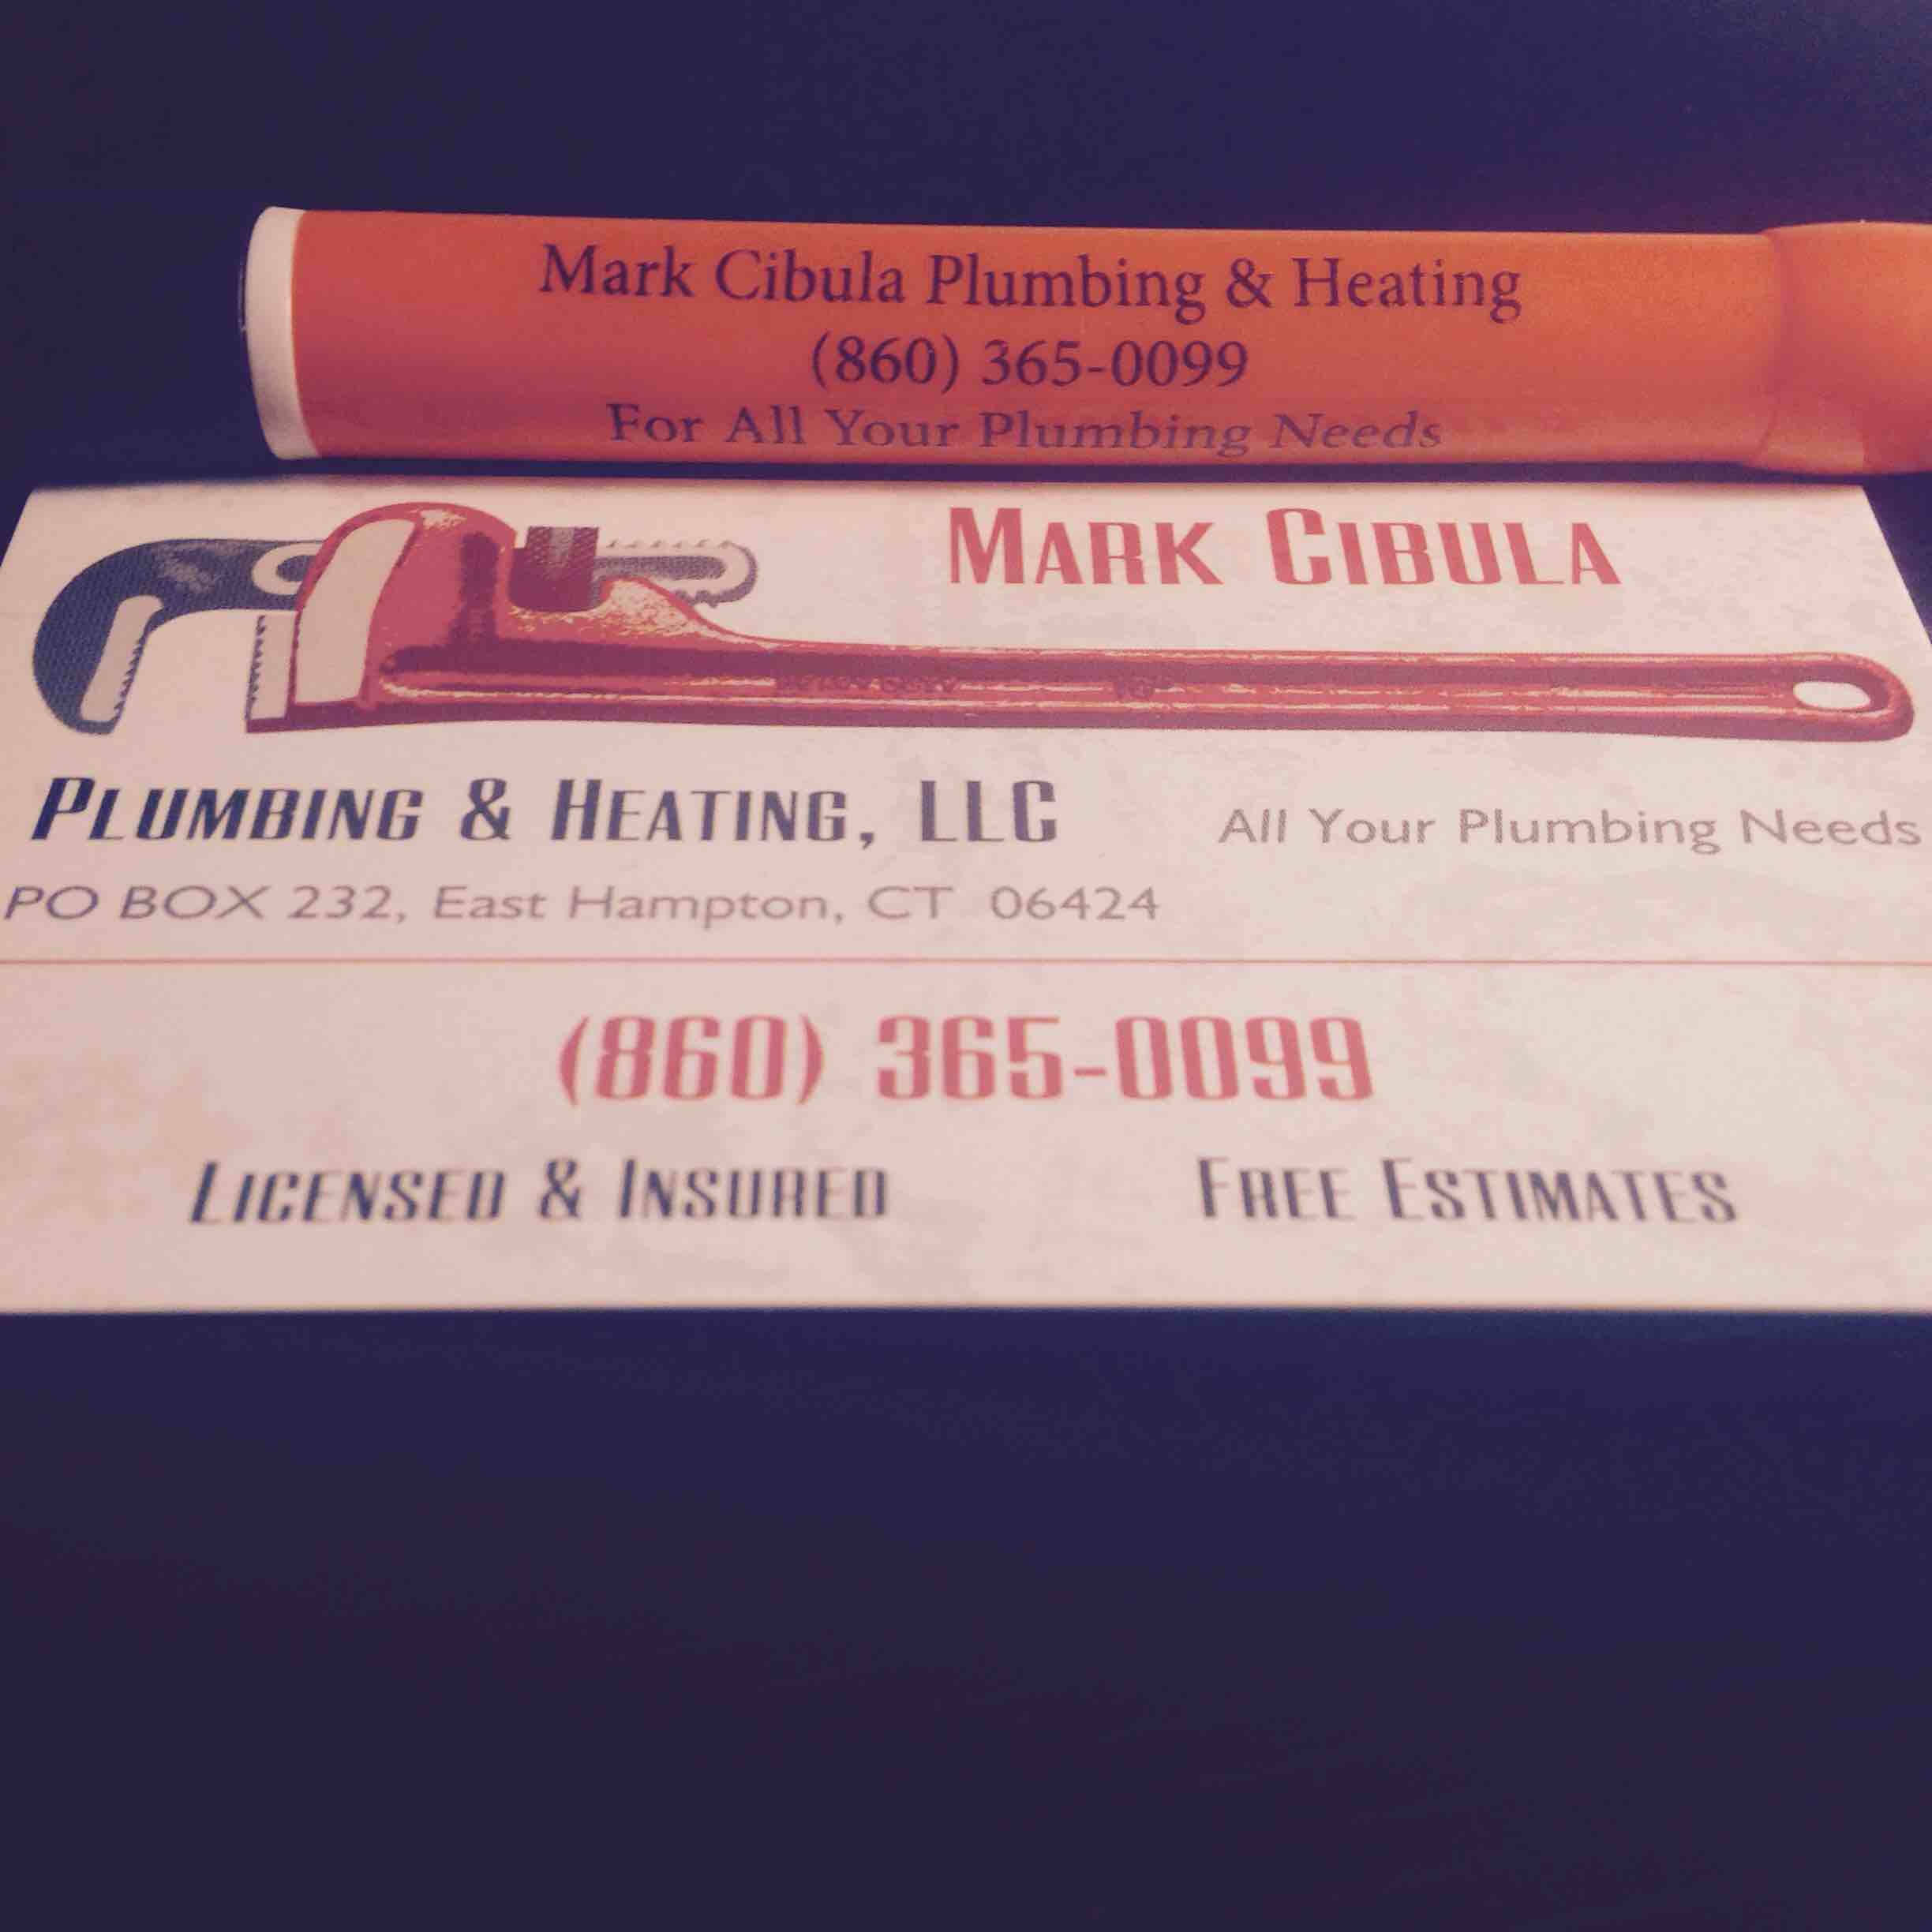 Mark Cibula Plumbing & Heating
(860) 365-0099
For All Your Plumbing Needs
MARK CIBULA
PLUMBING & HEATING, LLC
All Your Plumbing Needs
PO BOX 232, East Hampton, CT 06424
(860) 365-0099
LICENSED & INSURED
FREE ESTIMATES